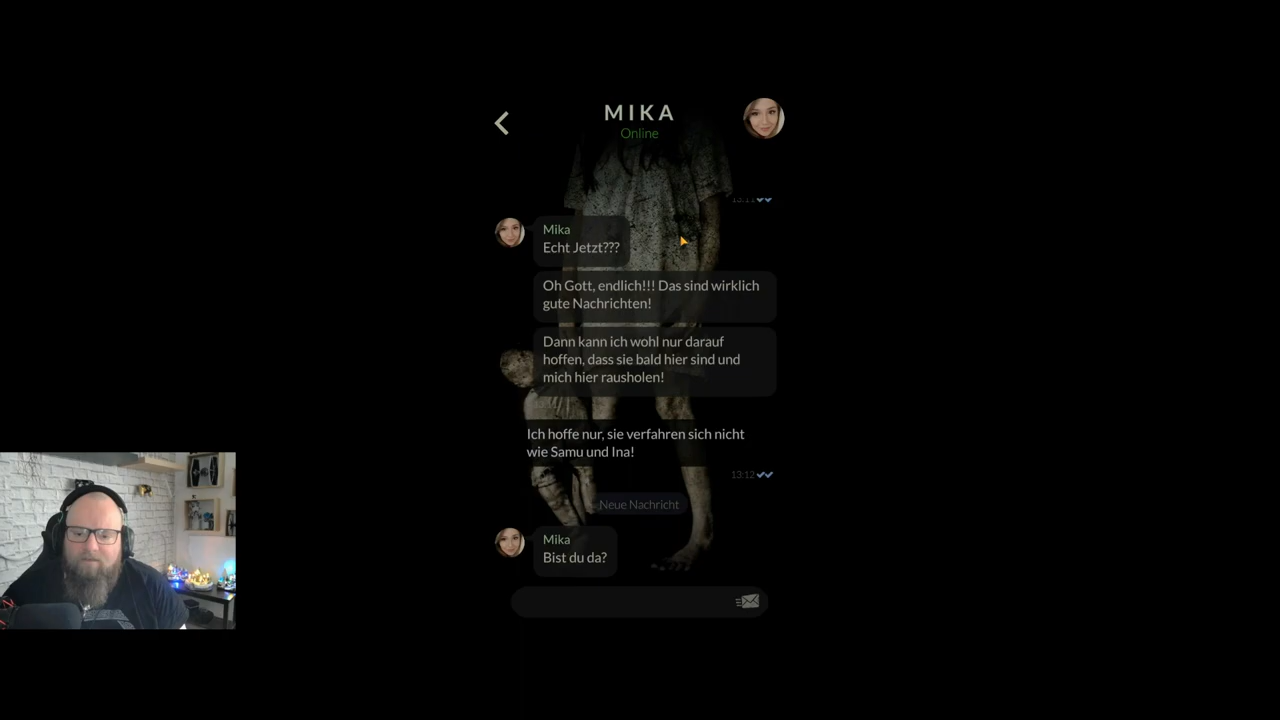 MIKA
Online
13:11
Mika
Echt Jetzt???
Oh Gott, endlich!!! Das sind wirklich
gute Nachrichten!
Dann kann ich wohl nur darauf
hoffen, dass sie bald hier sind und
mich hier rausholen!
Ich hoffe nur, sie verfahren sich nicht
wie Samu und Ina!
13:12
Neue Nachricht
Mika
Bist du da?